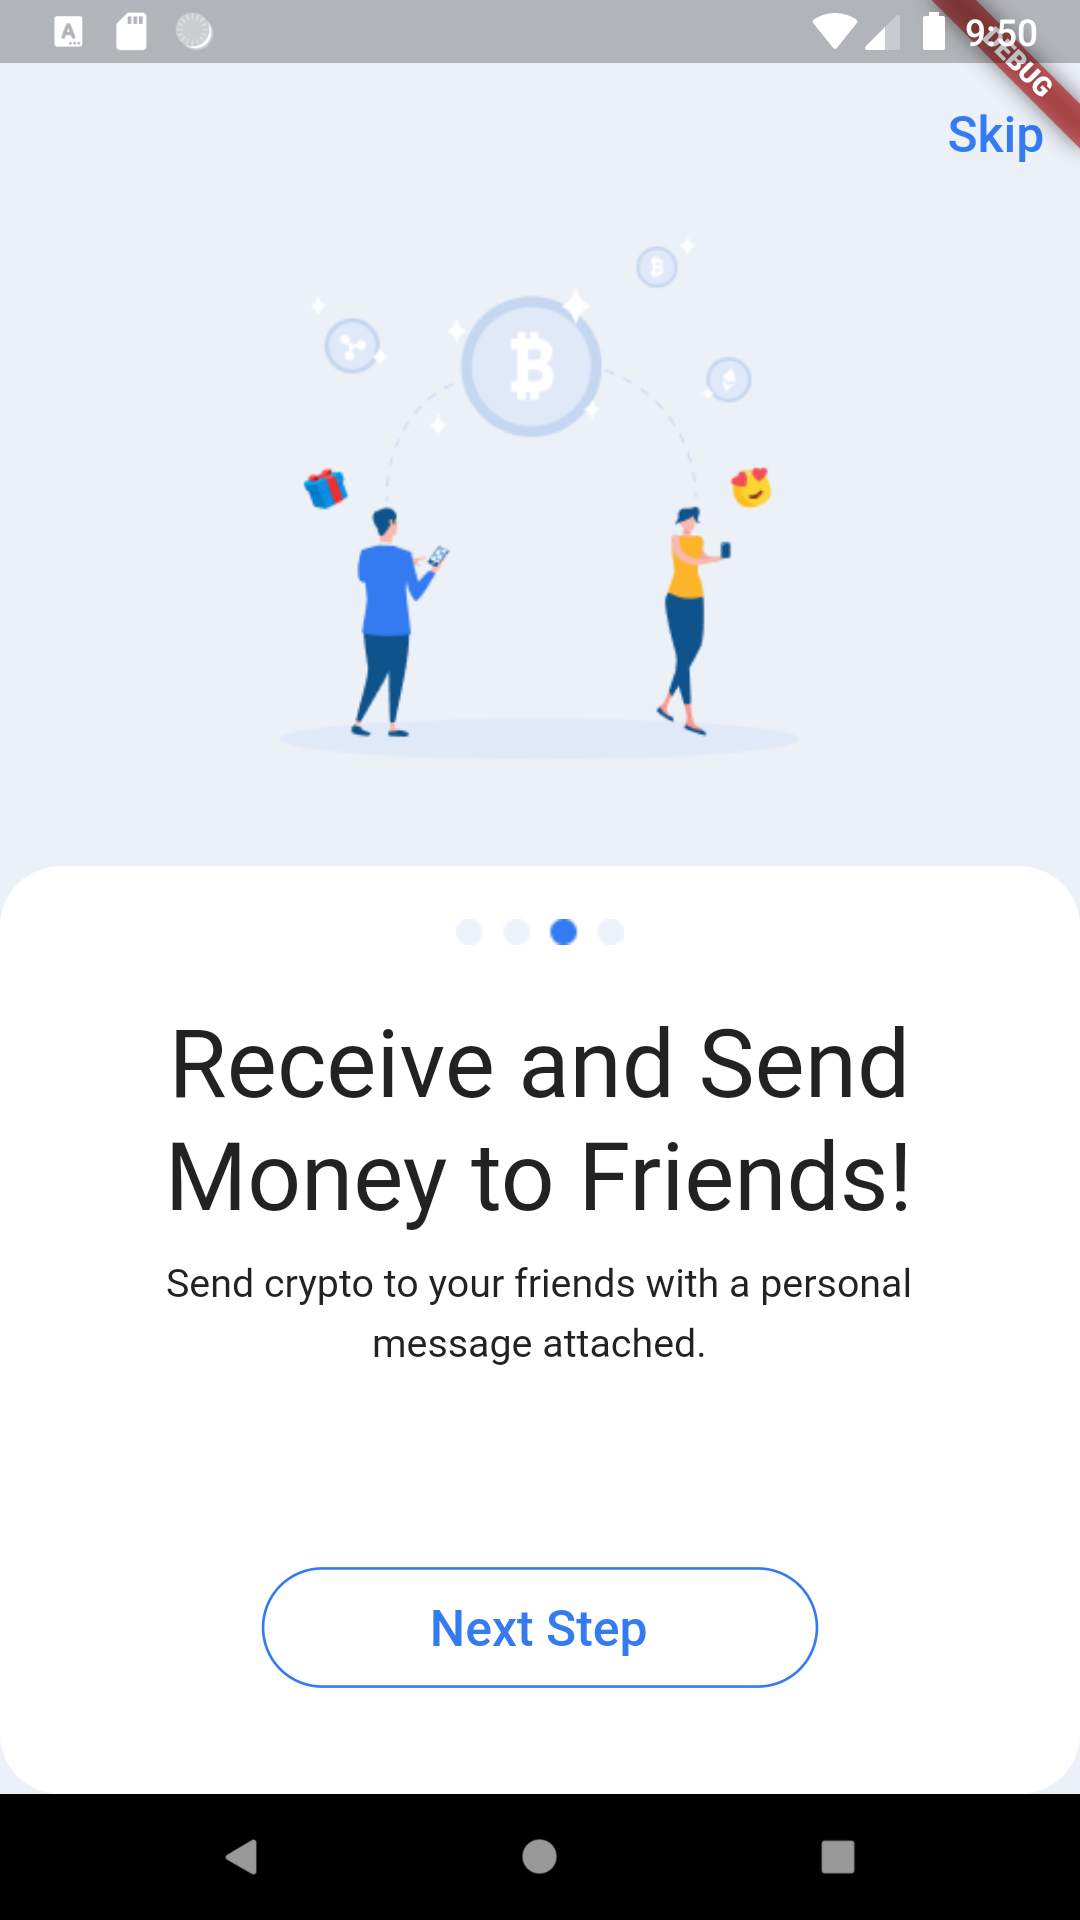 9:50
DEBUG
Skip
Receive and Send
Money to Friends!
Send crypto to your friends with a personal
message attached.
Next Step